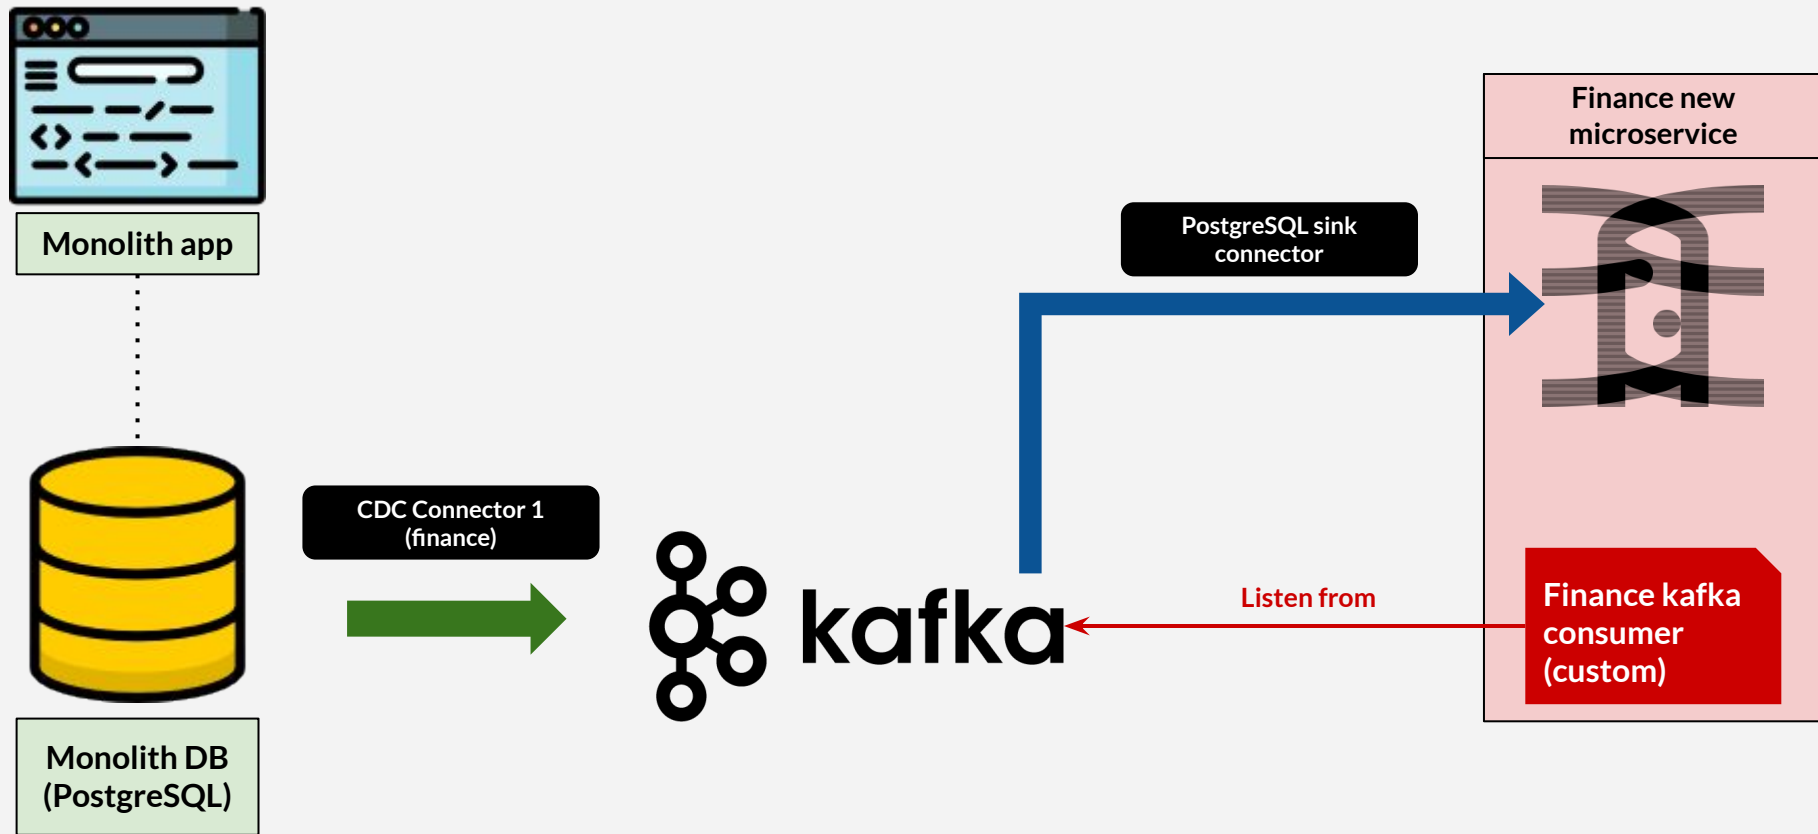 Monolith app
Monolith DB
(PostgreSQL)
CDC Connector 1
(finance)
kafka
PostgreSQL sink
connector
Listen from
Finance new
microservice
Finance kafka
consumer
(custom)